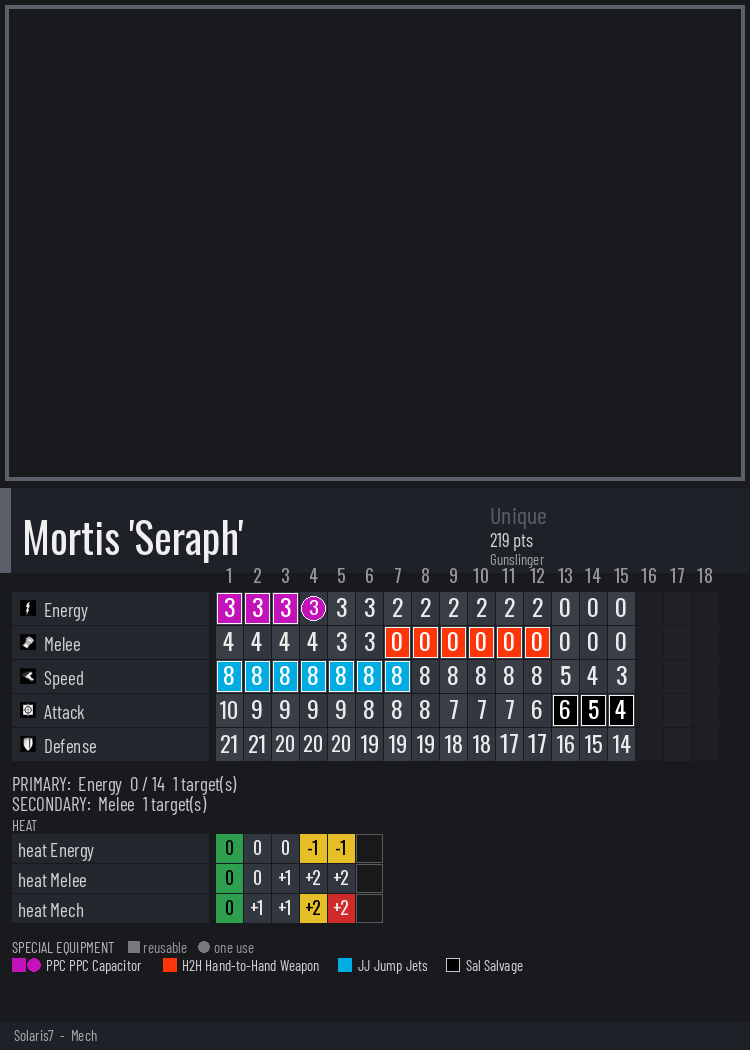 Mortis 'Seraph'
Unique
219 pts
Gunslinger
1 2 3 4 5 6 7 8 9 10 11 12 13 14 15 16 17 18
Energy 3 3 3 3 3 3 2 2 2 2 2 2 0 0 0
Melee 4 4 4 4 3 3 0 0 0 0 0 0 0 0 0
Speed 8 8 8 8 8 8 8 8 8 8 8 8 5 4 3
Attack 10 9 9 9 9 8 8 8 7 7 7 6 6 5 4
Defense 21 21 20 20 20 19 19 19 18 18 17 17 16 15 14
PRIMARY: Energy 0 / 14 1 target(s)
SECONDARY: Melee 1 target(s)
HEAT
heat Energy 0 0 0 -1 -1
heat Melee 0 0 +1 +2 +2
heat Mech 0 +1 +1 +2 +2
SPECIAL EQUIPMENT reusable one use
PPC PPC Capacitor H2H Hand-to-Hand Weapon JJ Jump Jets Sal Salvage
Solaris7 - Mech